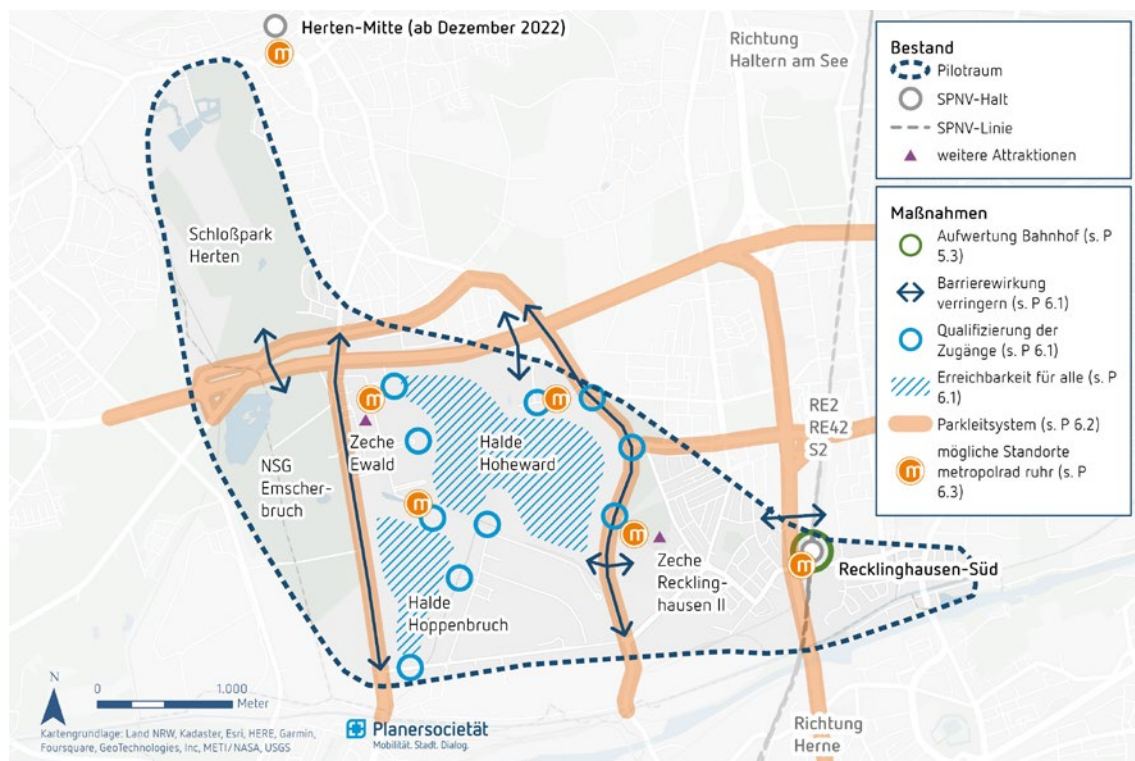 Herten-Mitte (ab Dezember 2022)
m
Richtung
Haltern am See
Schloßpark
Herten
m
Zeche
Ewald
m
Halde
Hoheward
NSG
Emscher-
bruch
m
m
Zeche
Reckling-
hausen II
Halde
Hoppenbruch
RE2
RE42
S2
m
Recklinghausen-Süd
Richtung
Herne
Bestand
Pilotraum
SPNV-Halt
SPNV-Linie
weitere Attraktionen
Maßnahmen
Aufwertung Bahnhof (s. P
5.3)
Barrierewirkung
verringern (s. P 6.1)
Qualifizierung der
Zugänge (s. P 6.1)
Erreichbarkeit für alle (s. P
6.1)
Parkleitsystem (s. P 6.2)
m
mögliche Standorte
metropolrad ruhr (s. P
6.3)
N
0 1.000
Meter
Kartengrundlage: Land NRW, Kadaster, Esri, HERE, Garmin,
Foursquare, GeoTechnologies, Inc, METI/NASA, USGS
Planersocietät
Mobilität. Stadt. Dialog.